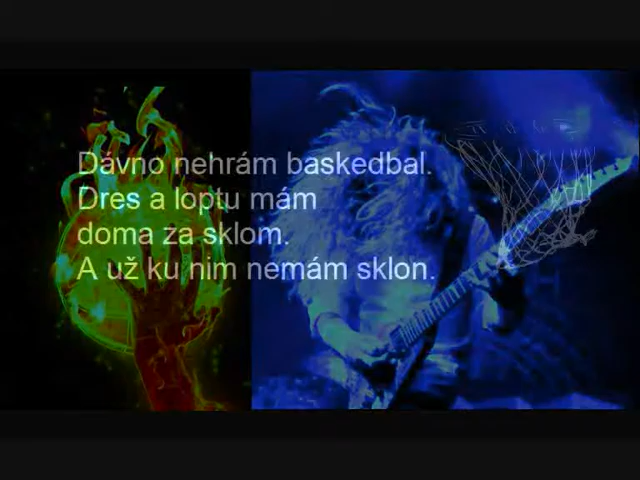 Dávno nehrám baskedbal.
Dres a loptu mám
doma za sklom.
A už ku nim nemám sklon.